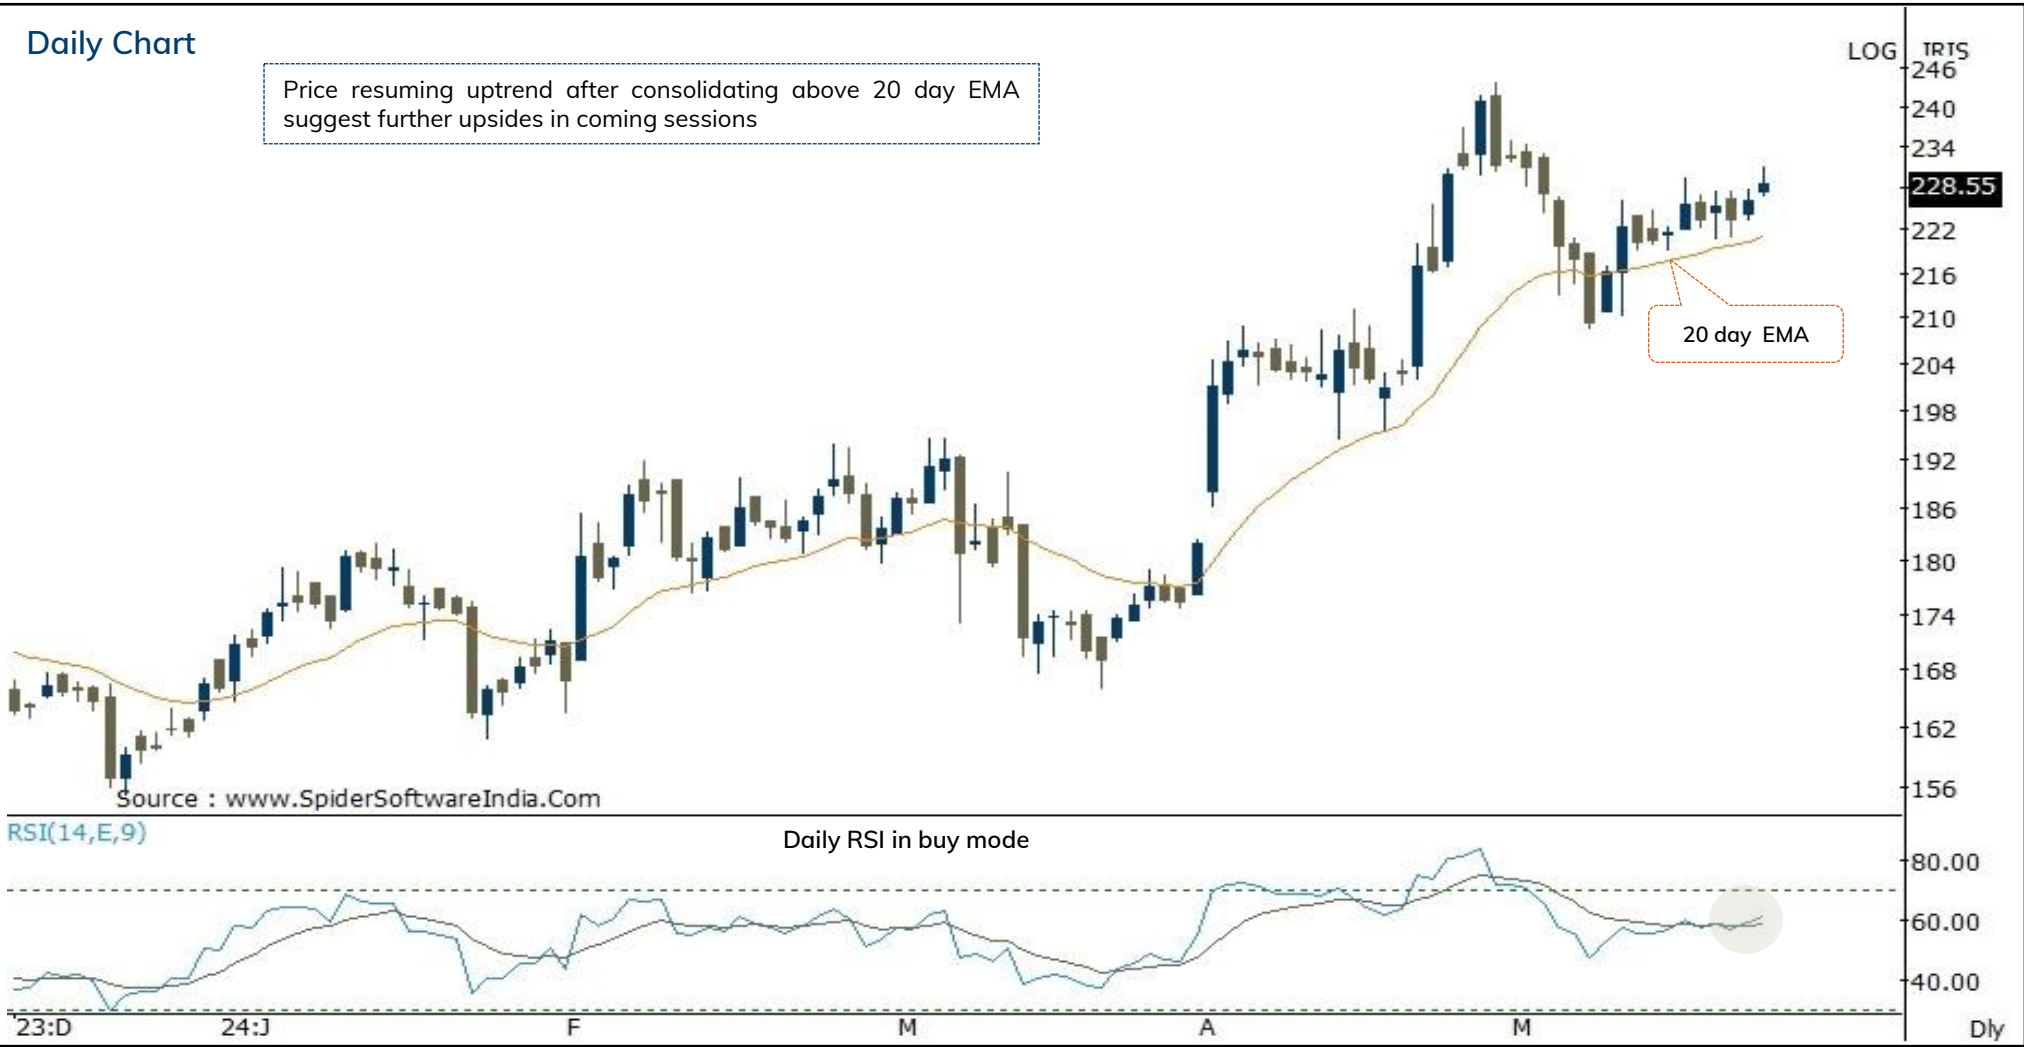 Daily Chart
Price resuming uptrend after consolidating above 20 day EMA
suggest further upsides in coming sessions
LOG
246
240
234
228.55
222
216
210
204
198
192
186
180
174
168
162
156
20 day EMA
Source : www.SpiderSoftwareIndia.Com
RSI(14,E,9)
Daily RSI in buy mode
80.00
60.00
40.00
23:D 24:J F M A M Dly